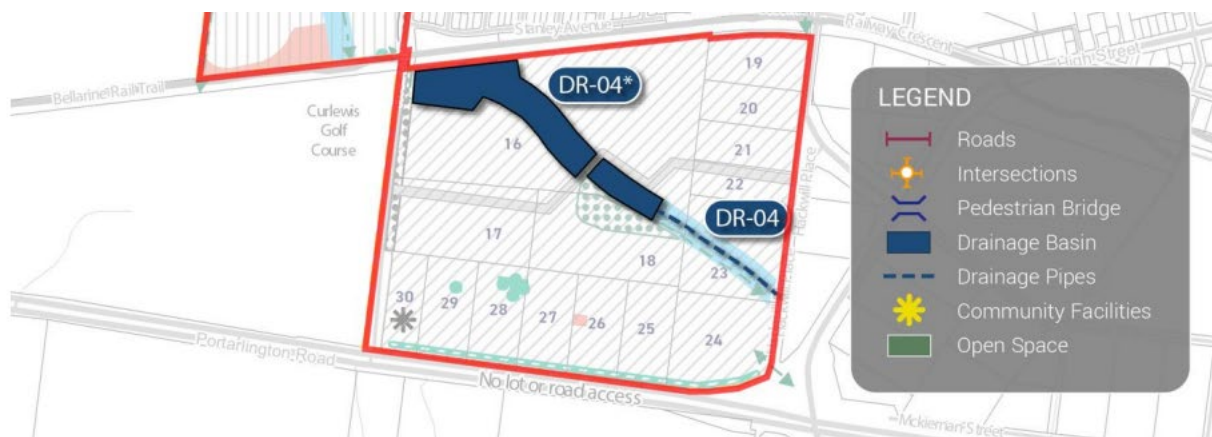 Stanley Avenue
Railway Crescent
High Street
Bellarine Rail Trail
Curlewis
Golf
Course
DR-04*
DR-04
16
17
18
19
20
21
22
23
24
25
26
27
28
29
30
Hackwill Place
Portarlington Road
No lot or road access
Mckiernan Street
LEGEND
Roads
Intersections
Pedestrian Bridge
Drainage Basin
Drainage Pipes
Community Facilities
Open Space